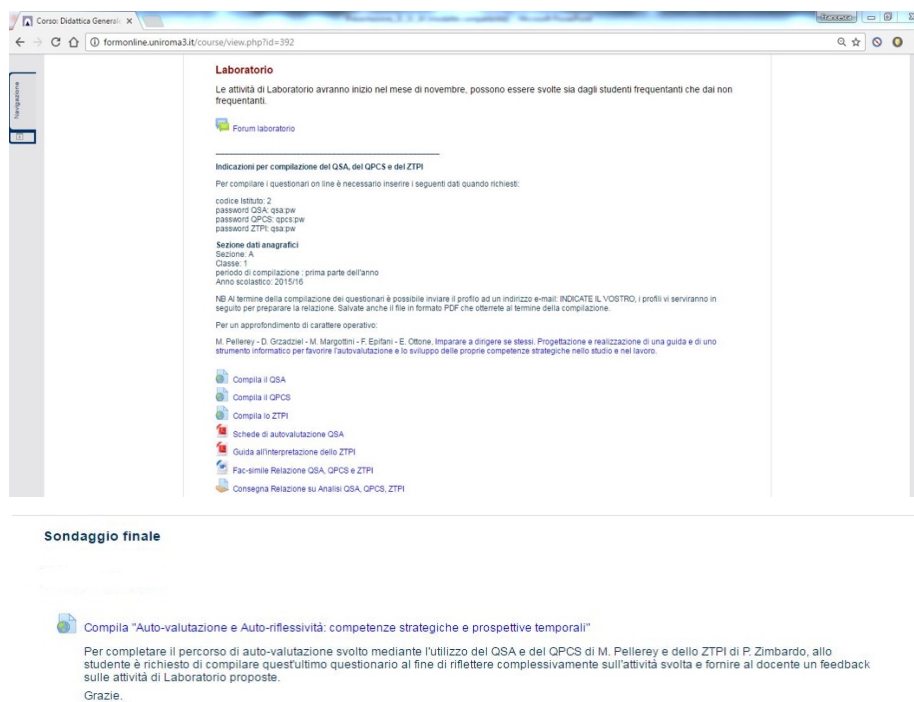 Corso: Didattica General
formonline.uniroma3.it/course/view.php?id=392
Navigazione
Laboratorio
Le attività di Laboratorio avranno inizio nel mese di novembre, possono essere svolte sia dagli studenti frequentanti che dai non
frequentanti.
Forum laboratorio
Indicazioni per compilazione del QSA, del QPCS e del ZTPI
Per compilare i questionari on line è necessario inserire i seguenti dati quando richiesti:
codice Istituto: 2
password QSA: qsa:pw
password QPCS: qpcs:pw
password ZTPI: qsa:pw
Sezione dati anagrafici
Sezione: A
Classe: 1
periodo di compilazione : prima parte dell'anno
Anno scolastico: 2015/16
NB Al termine della compilazione dei questionari è possibile inviare il profilo ad un indirizzo e-mail: INDICATE IL VOSTRO, i profili vi serviranno in
seguito per preparare la relazione. Salvate anche il file in formato PDF che otterrete al termine della compilazione.
Per un approfondimento di carattere operativo:
M. Pellerey - D. Grzadziel - M. Margottini - F. Epifani - E. Ottone, Imparare a dirigere se stessi. Progettazione e realizzazione di una guida e di uno
strumento informatico per favorire l'autovalutazione e lo sviluppo delle proprie competenze strategiche nello studio e nel lavoro.
Compila il QSA
Compila il QPCS
Compila lo ZTPI
Schede di autovalutazione QSA
Guida all'interpretazione dello ZTPI
Fac-simile Relazione QSA, QPCS e ZTPI
Consegna Relazione su Analisi QSA, QPCS, ZTPI
Sondaggio finale
Compila "Auto-valutazione e Auto-riflessività: competenze strategiche e prospettive temporali"
Per completare il percorso di auto-valutazione svolto mediante l'utilizzo del QSA e del QPCS di M. Pellerey e dello ZTPI di P. Zimbardo, allo
studente è richiesto di compilare quest'ultimo questionario al fine di riflettere complessivamente sull'attività svolta e fornire al docente un feedback
sulle attività di Laboratorio proposte.
Grazie.